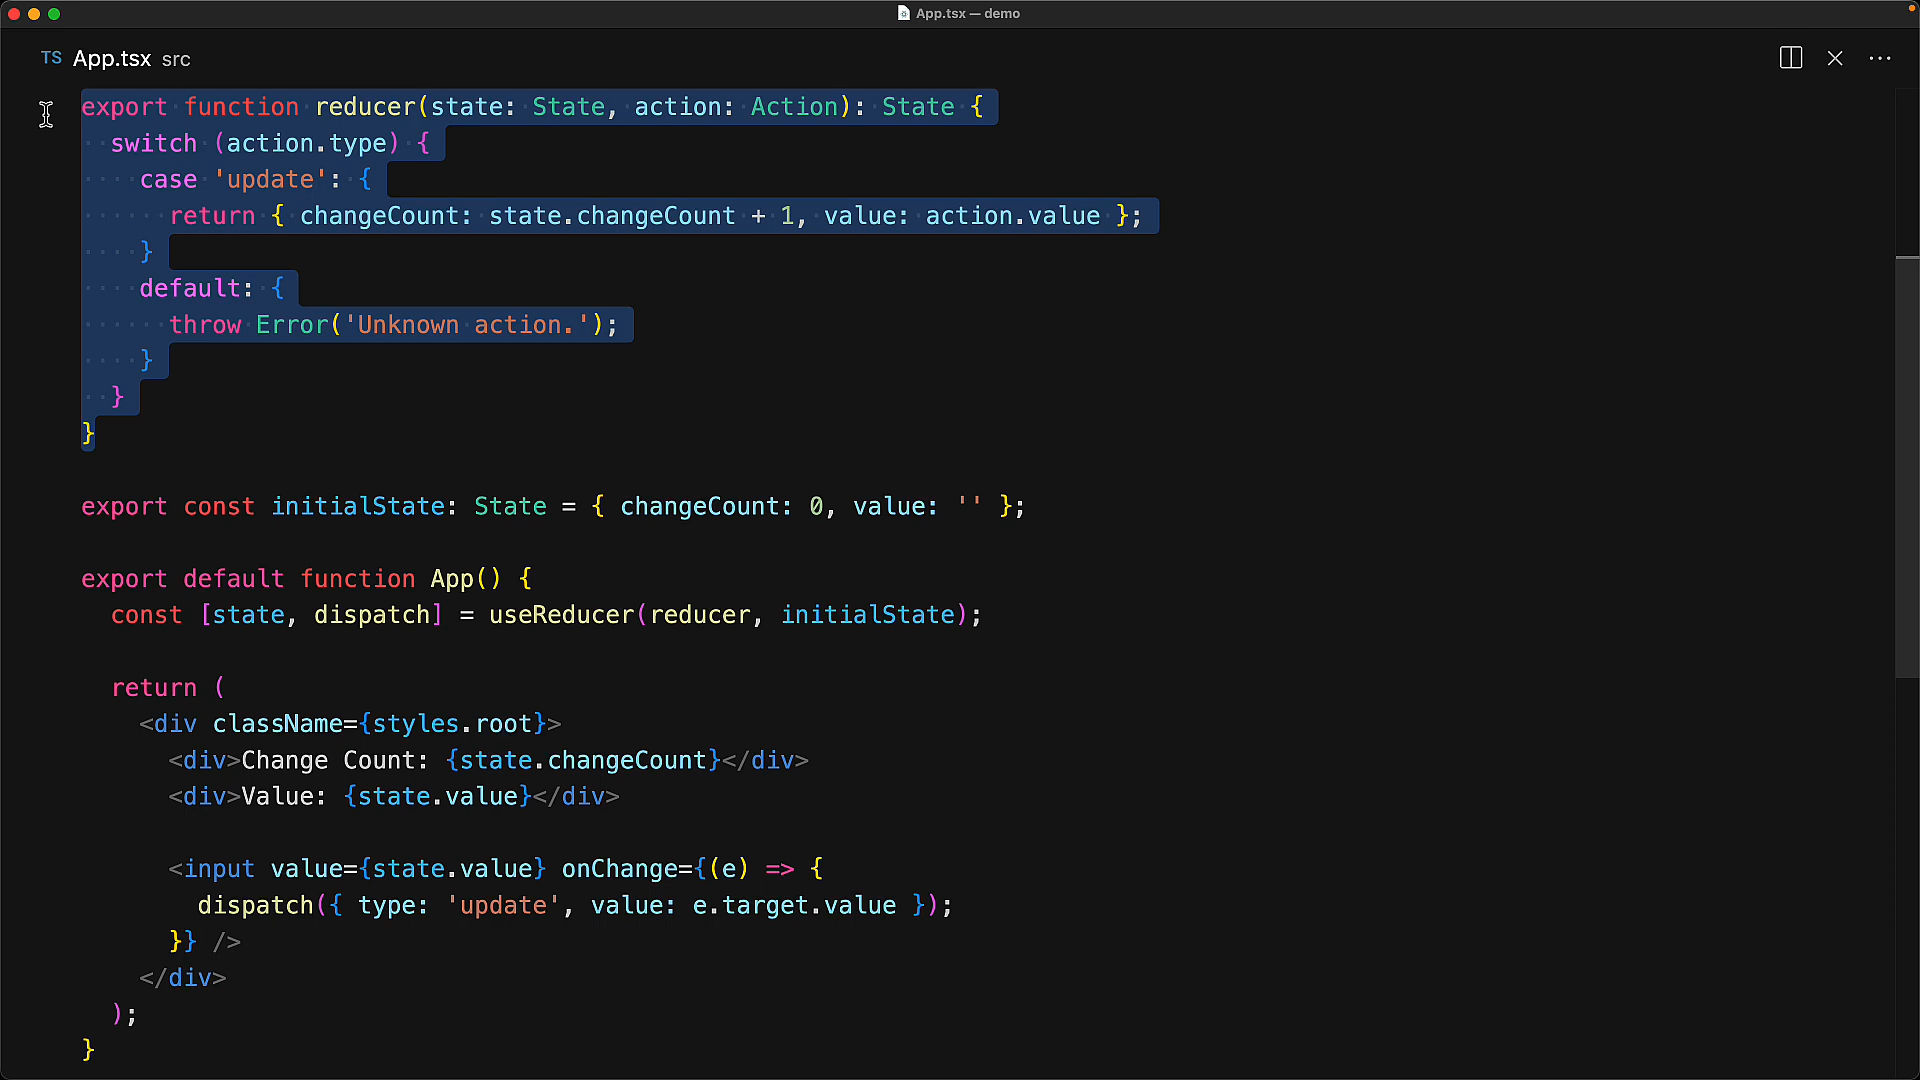 App.tsx — demo
TS App.tsx src
export function reducer(state: State, action: Action): State {
  switch (action.type) {
    case 'update': {
      return { changeCount: state.changeCount + 1, value: action.value };
    }
    default: {
      throw Error('Unknown action.');
    }
  }
}
export const initialState: State = { changeCount: 0, value: '' };
export default function App() {
  const [state, dispatch] = useReducer(reducer, initialState);
  return (
    <div className={styles.root}>
      <div>Change Count: {state.changeCount}</div>
      <div>Value: {state.value}</div>
      <input value={state.value} onChange={(e) => {
        dispatch({ type: 'update', value: e.target.value });
      }} />
    </div>
  );
}